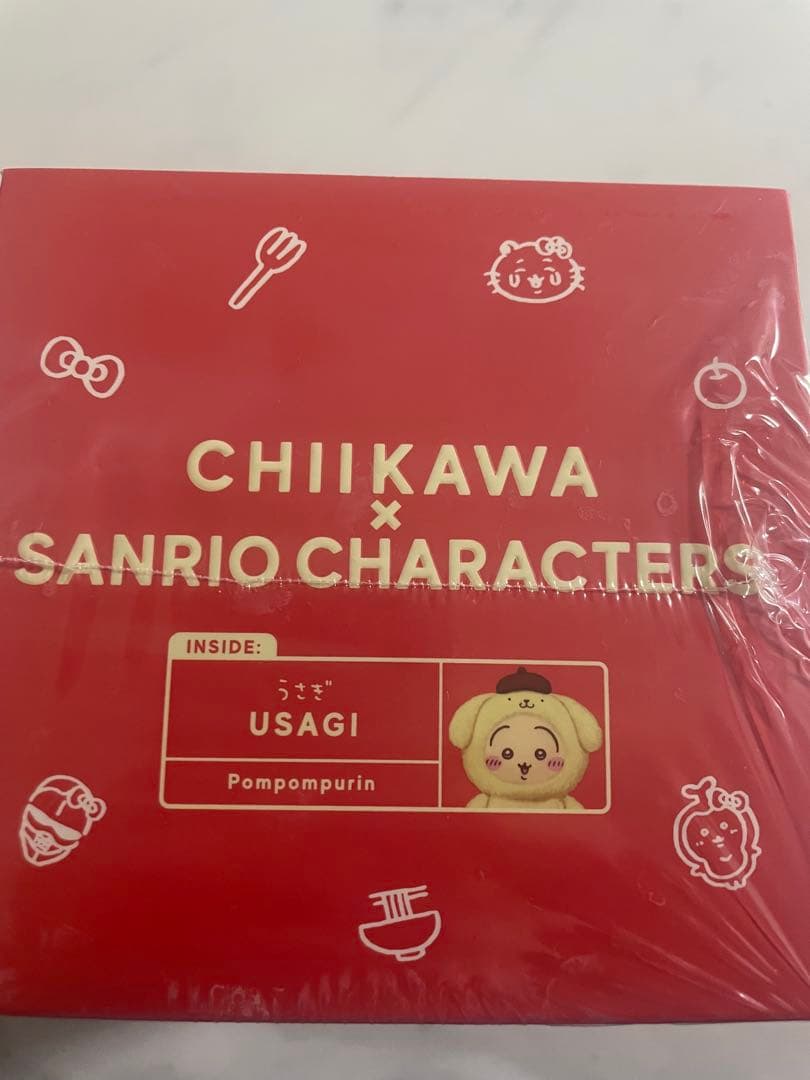 CHIIKAWA
×
SANRIO CHARACTERS
INSIDE:
うさぎ
USAGI
Pompompurin